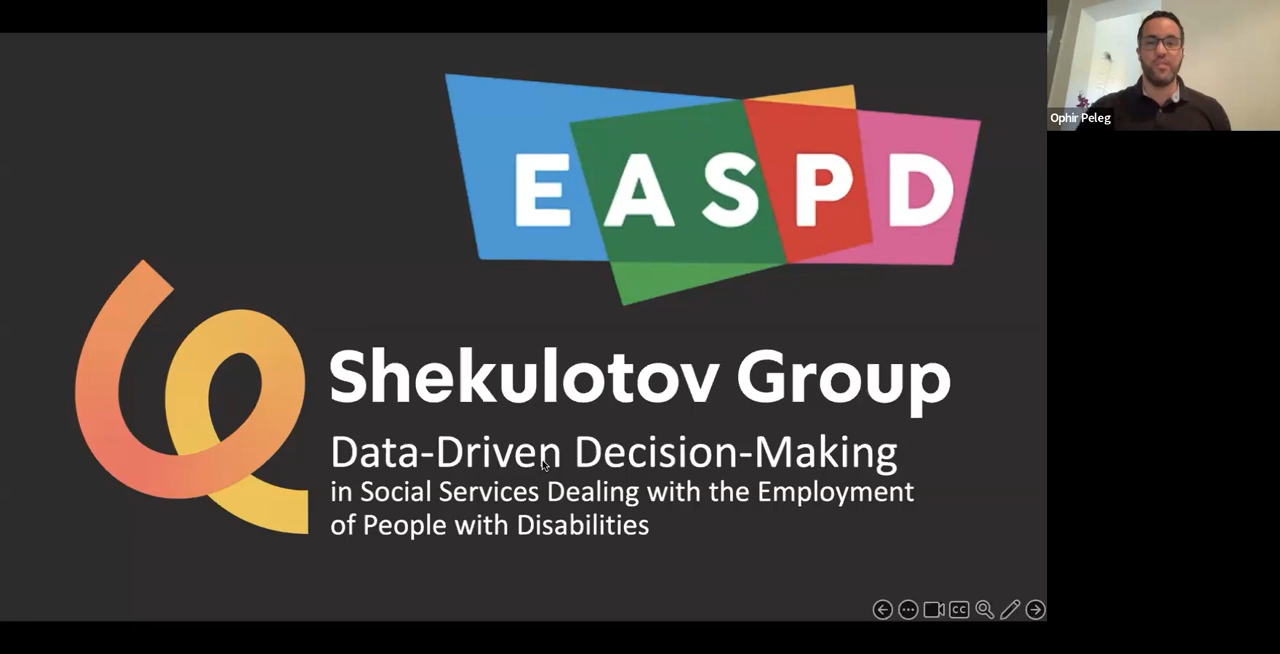 EASPD
Ophir Peleg
Shekulotov Group
Data-Driven Decision-Making
in Social Services Dealing with the Employment
of People with Disabilities
CC